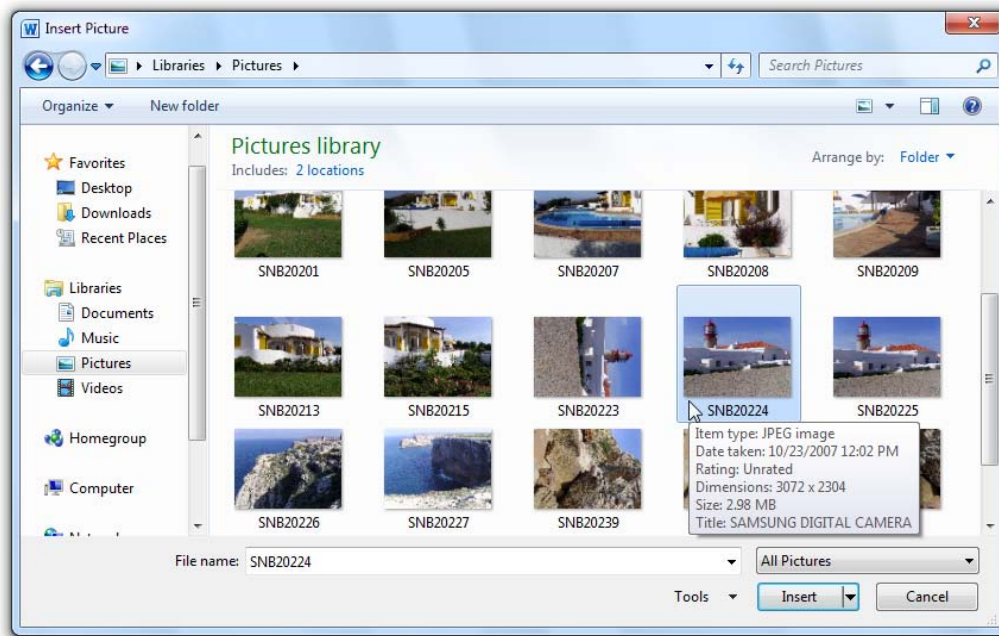 Insert Picture
Libraries Pictures
Search Pictures
Organize
New folder
Favorites
Desktop
Downloads
Recent Places
Libraries
Documents
Music
Pictures
Videos
Homegroup
Computer
Pictures library
Includes: 2 locations
Arrange by: Folder
SNB20201 SNB20205 SNB20207 SNB20208 SNB20209
SNB20213 SNB20215 SNB20223 SNB20224 SNB20225
SNB20226 SNB20227 SNB20239
Item type: JPEG image
Date taken: 10/23/2007 12:02 PM
Rating: Unrated
Dimensions: 3072 x 2304
Size: 2.98 MB
Title: SAMSUNG DIGITAL CAMERA
File name: SNB20224
All Pictures
Tools Insert Cancel